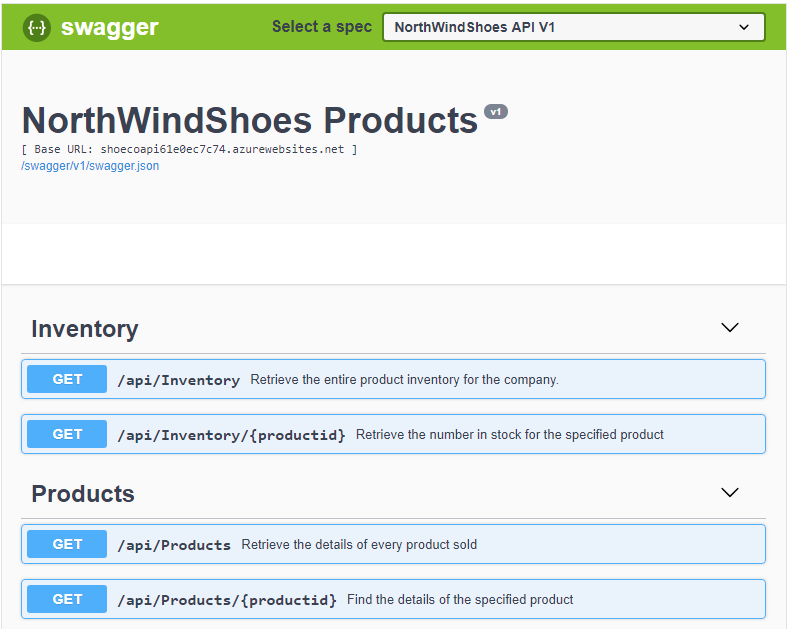 {··} swagger Select a spec NorthWindShoes API V1
NorthWindShoes Products v1
[ Base URL: shoecoapi61e0ec7c74.azurewebsites.net ]
/swagger/v1/swagger.json
Inventory
GET /api/Inventory Retrieve the entire product inventory for the company.
GET /api/Inventory/{productid} Retrieve the number in stock for the specified product
Products
GET /api/Products Retrieve the details of every product sold
GET /api/Products/{productid} Find the details of the specified product